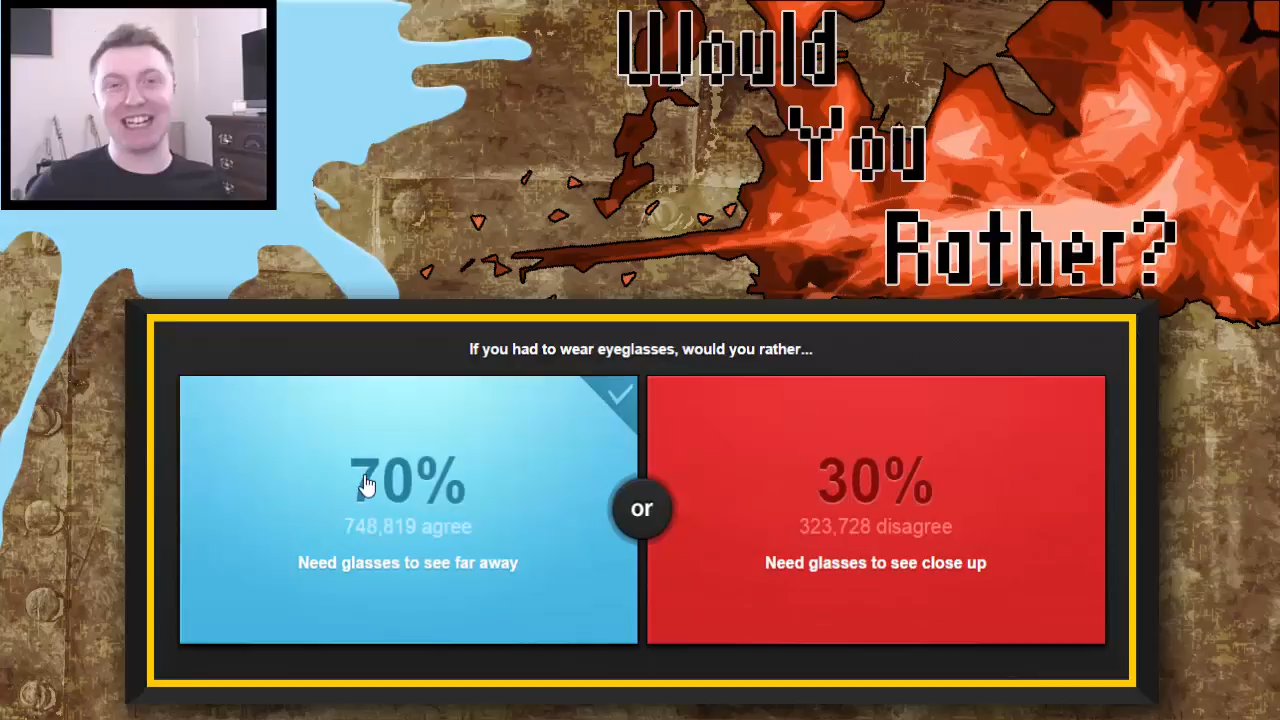 Would
You
Rather?
If you had to wear eyeglasses, would you rather...
70%
748,819 agree
Need glasses to see far away
or
30%
323,728 disagree
Need glasses to see close up